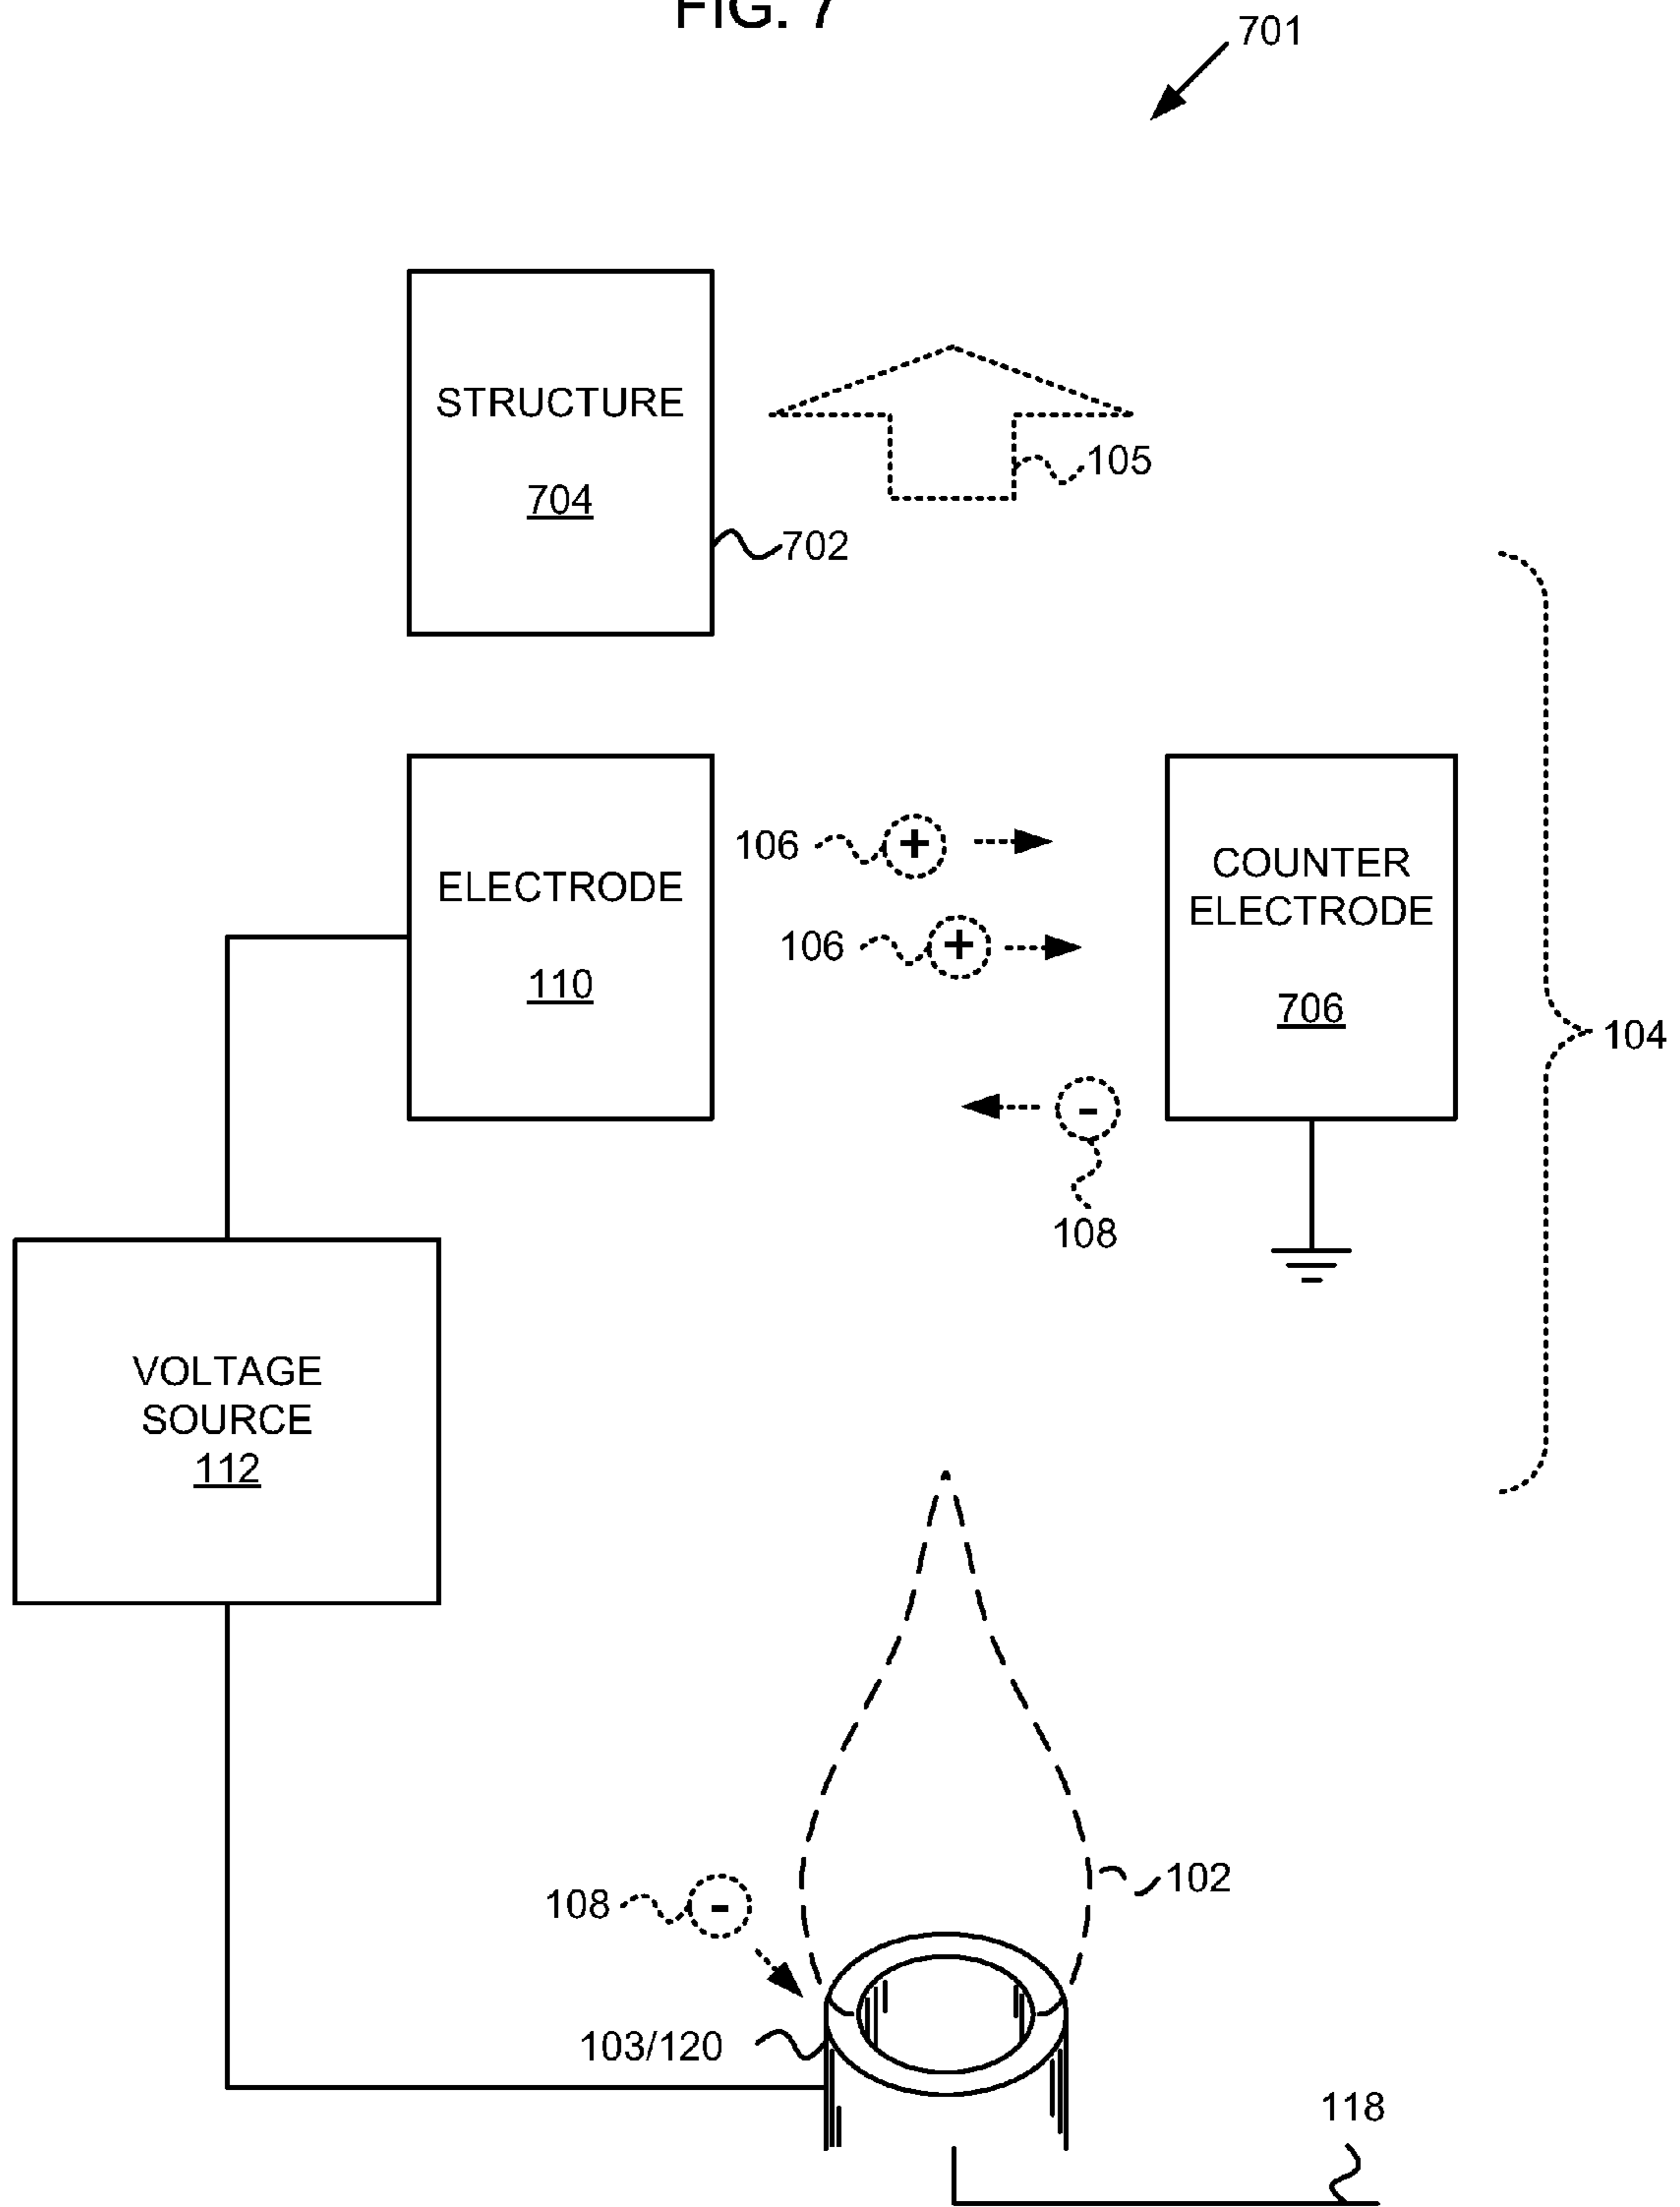 FIG. 7
701
STRUCTURE
704
105
702
106 +
ELECTRODE
110
106 +
COUNTER
ELECTRODE
706
104
-
108
VOLTAGE
SOURCE
112
102
108 -
103/120
118